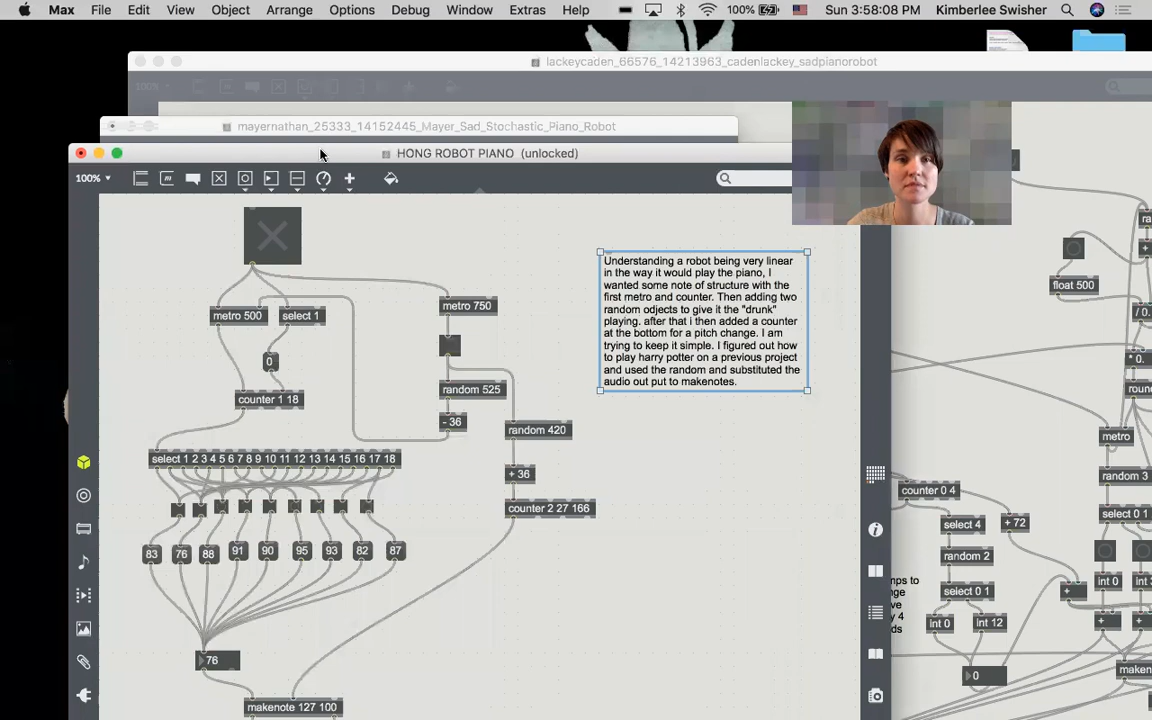 Max File Edit View Object Arrange Options Debug Window Extras Help 100% Sun 3:58:08 PM Kimberlee Swisher
lackeycaden_66576_14213963_cadenlackey_sadpianorobot
mayernathan_25333_14152445_Mayer_Sad_Stochastic_Piano_Robot
HONG ROBOT PIANO (unlocked)
100%
Understanding a robot being very linear
in the way it would play the piano, I
wanted some note of structure with the
first metro and counter. Then adding two
random odjects to give it the "drunk"
playing. after that i then added a counter
at the bottom for a pitch change. I am
trying to keep it simple. I figured out how
to play harry potter on a previous project
and used the random and substituted the
audio out put to makenotes.
metro 500
select 1
metro 750
0
counter 1 18
random 525
- 36
random 420
+ 36
counter 2 27 166
select 1 2 3 4 5 6 7 8 9 10 11 12 13 14 15 16 17 18
83 76 88 91 90 95 93 82 87
76
makenote 127 100
float 500
/ 0.
* 0.
round
metro
random 3
counter 0 4
select 4
+ 72
select 0 1
random 2
select 0 1
int 0
int 12
int 0
+
+
+
0
4